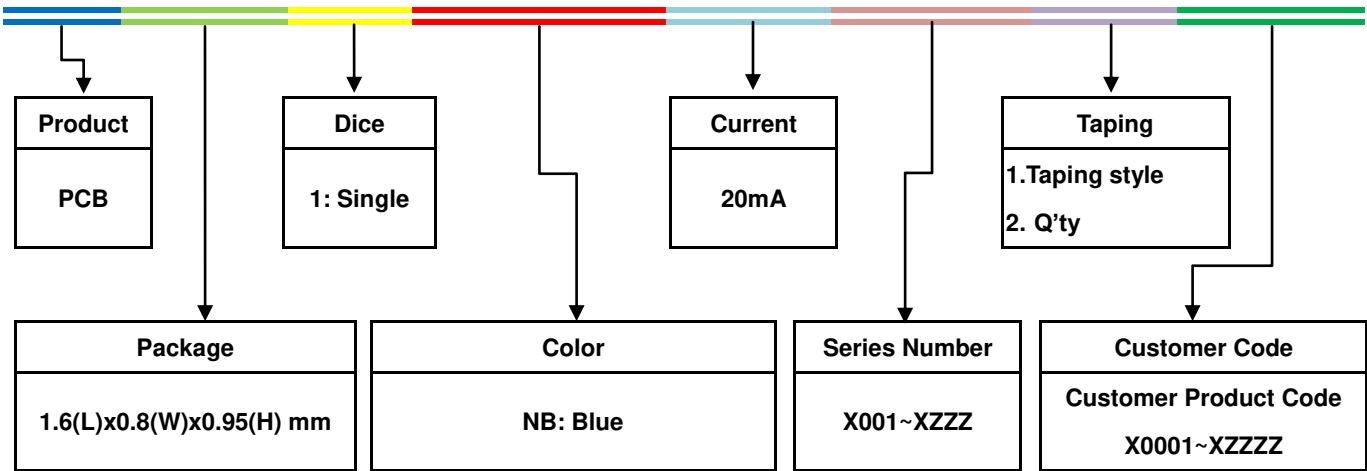 Product
PCB
Dice
1: Single
Current
20mA
Taping
1.Taping style
2. Q’ty
Package
1.6(L)x0.8(W)x0.95(H) mm
Color
NB: Blue
Series Number
X001~XZZZ
Customer Code
Customer Product Code
X0001~XZZZZ